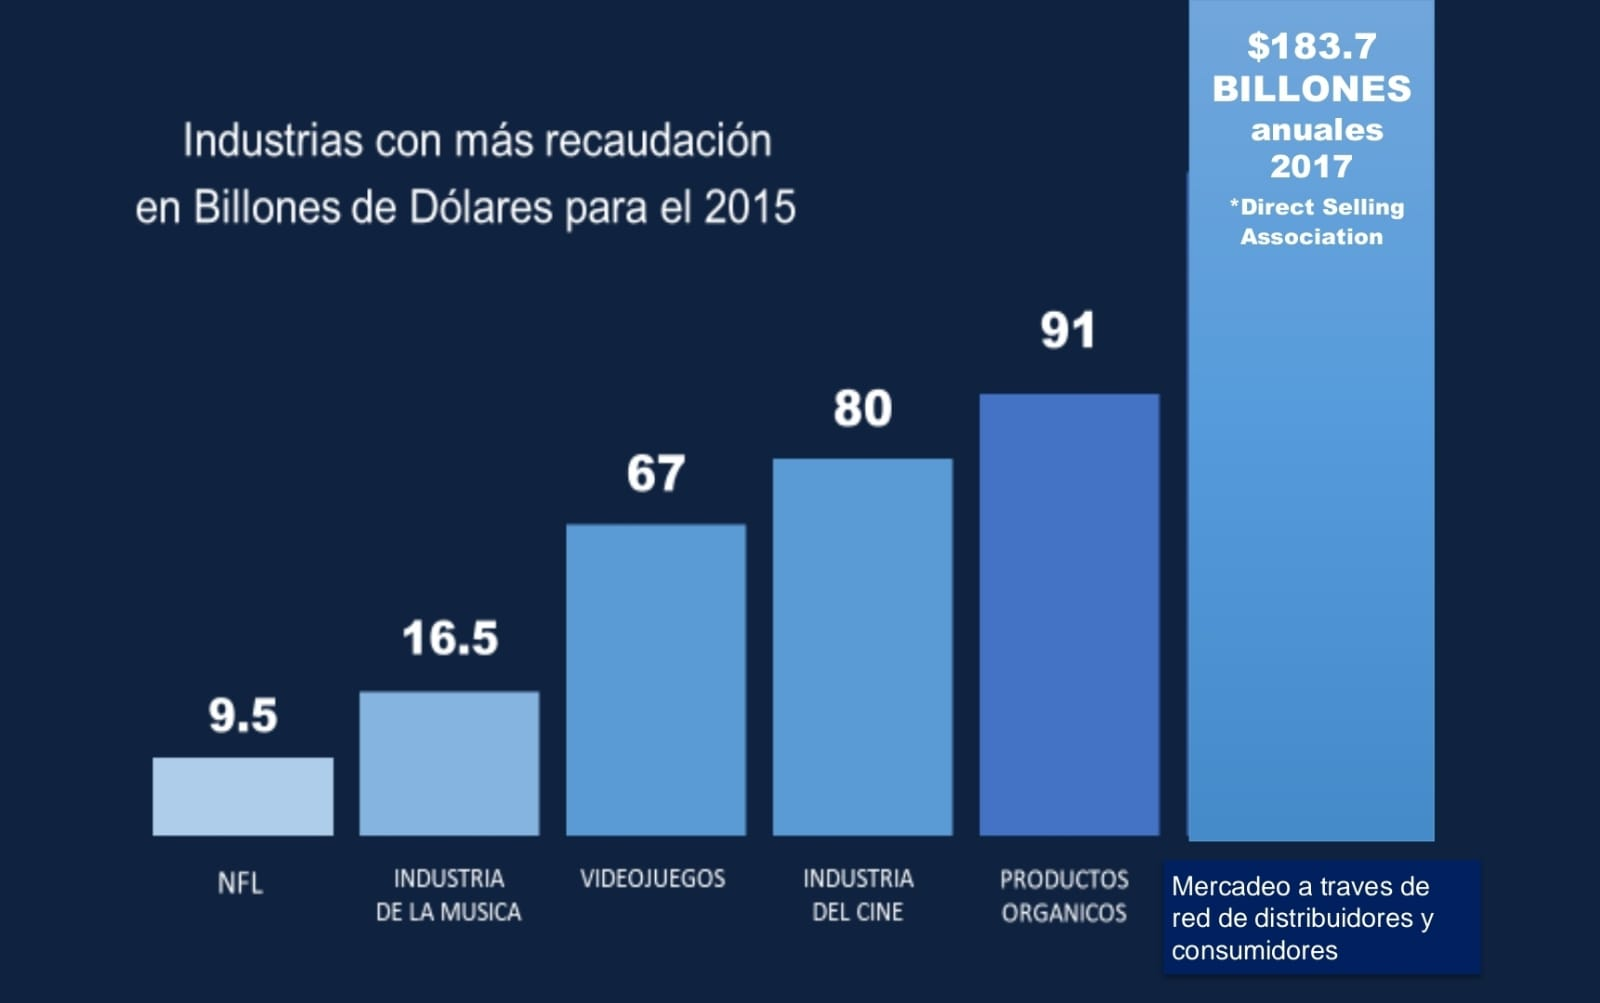 $183.7
BILLONES
anuales
2017
*Direct Selling
Association
Industrias con más recaudación
en Billones de Dólares para el 2015
91
80
67
16.5
9.5
NFL
INDUSTRIA
DE LA MUSICA
VIDEOJUEGOS
INDUSTRIA
DEL CINE
PRODUCTOS
ORGANICOS
Mercadeo a traves de
red de distribuidores y
consumidores